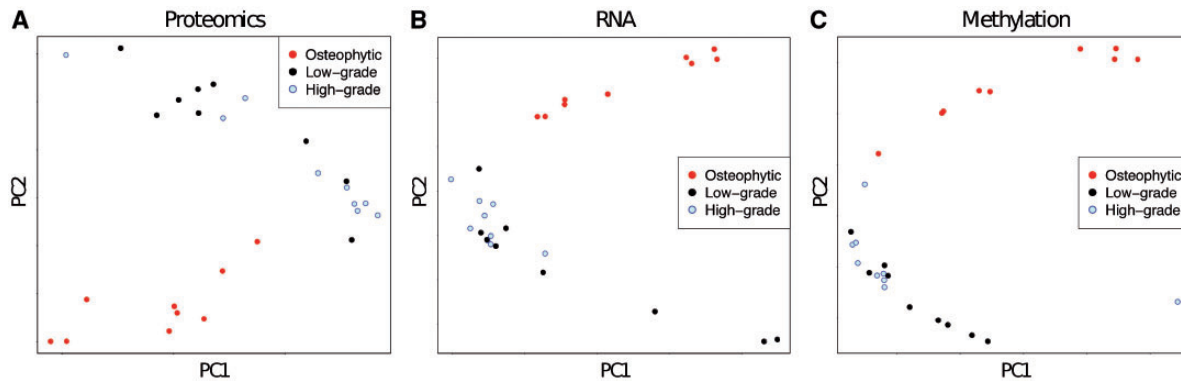 A
Proteomics
Osteophytic
Low-grade
High-grade
PC2
PC1
B
RNA
Osteophytic
Low-grade
High-grade
PC2
PC1
C
Methylation
Osteophytic
Low-grade
High-grade
PC2
PC1